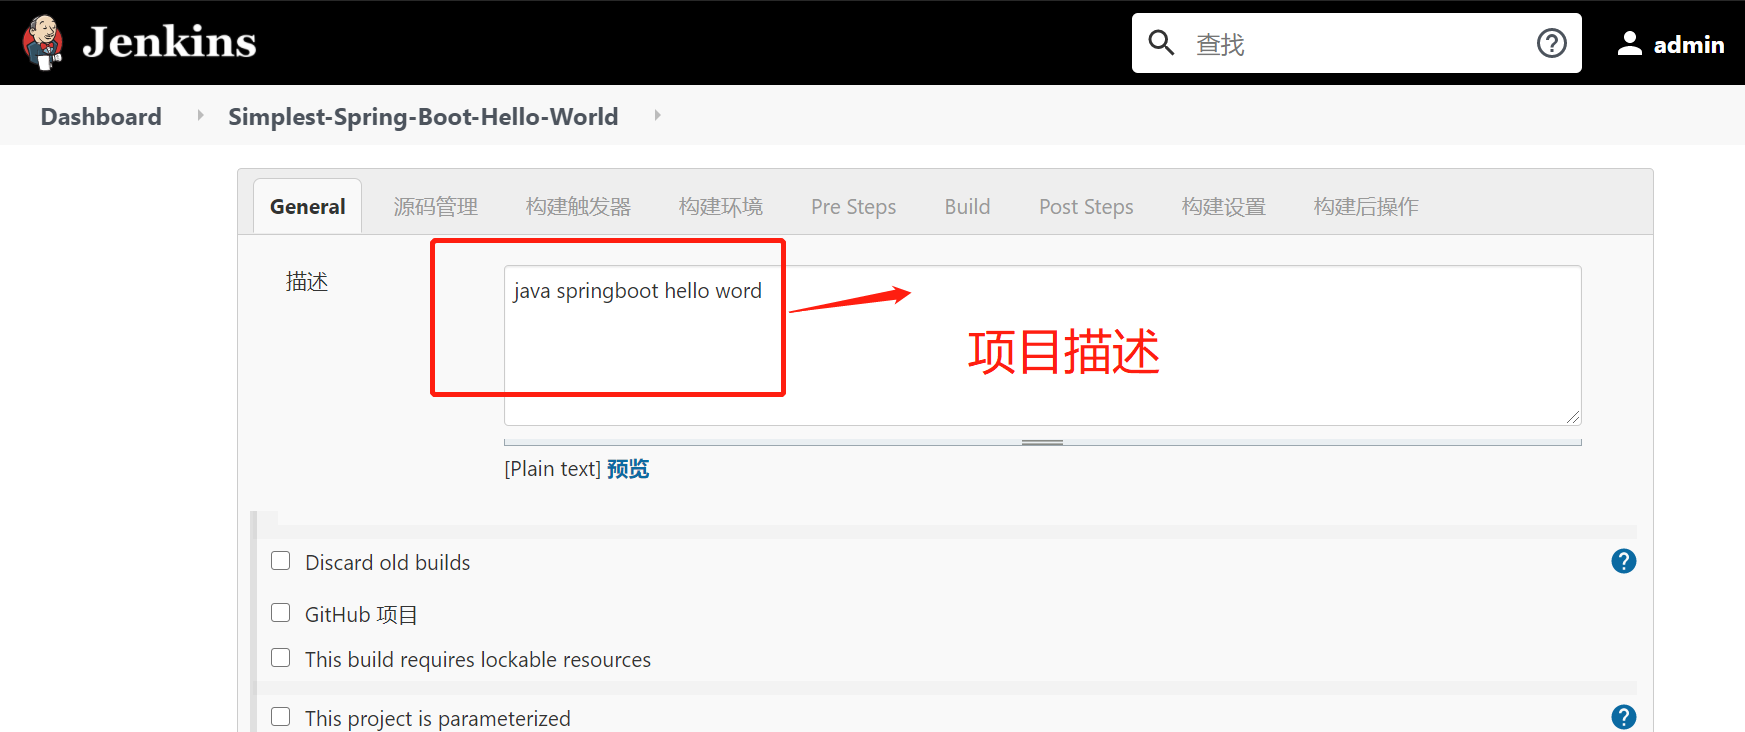 Jenkins
查找
admin
Dashboard
Simplest-Spring-Boot-Hello-World
General 源码管理 构建触发器 构建环境 Pre Steps Build Post Steps 构建设置 构建后操作
描述
java springboot hello word
项目描述
[Plain text] 预览
Discard old builds
GitHub 项目
This build requires lockable resources
This project is parameterized